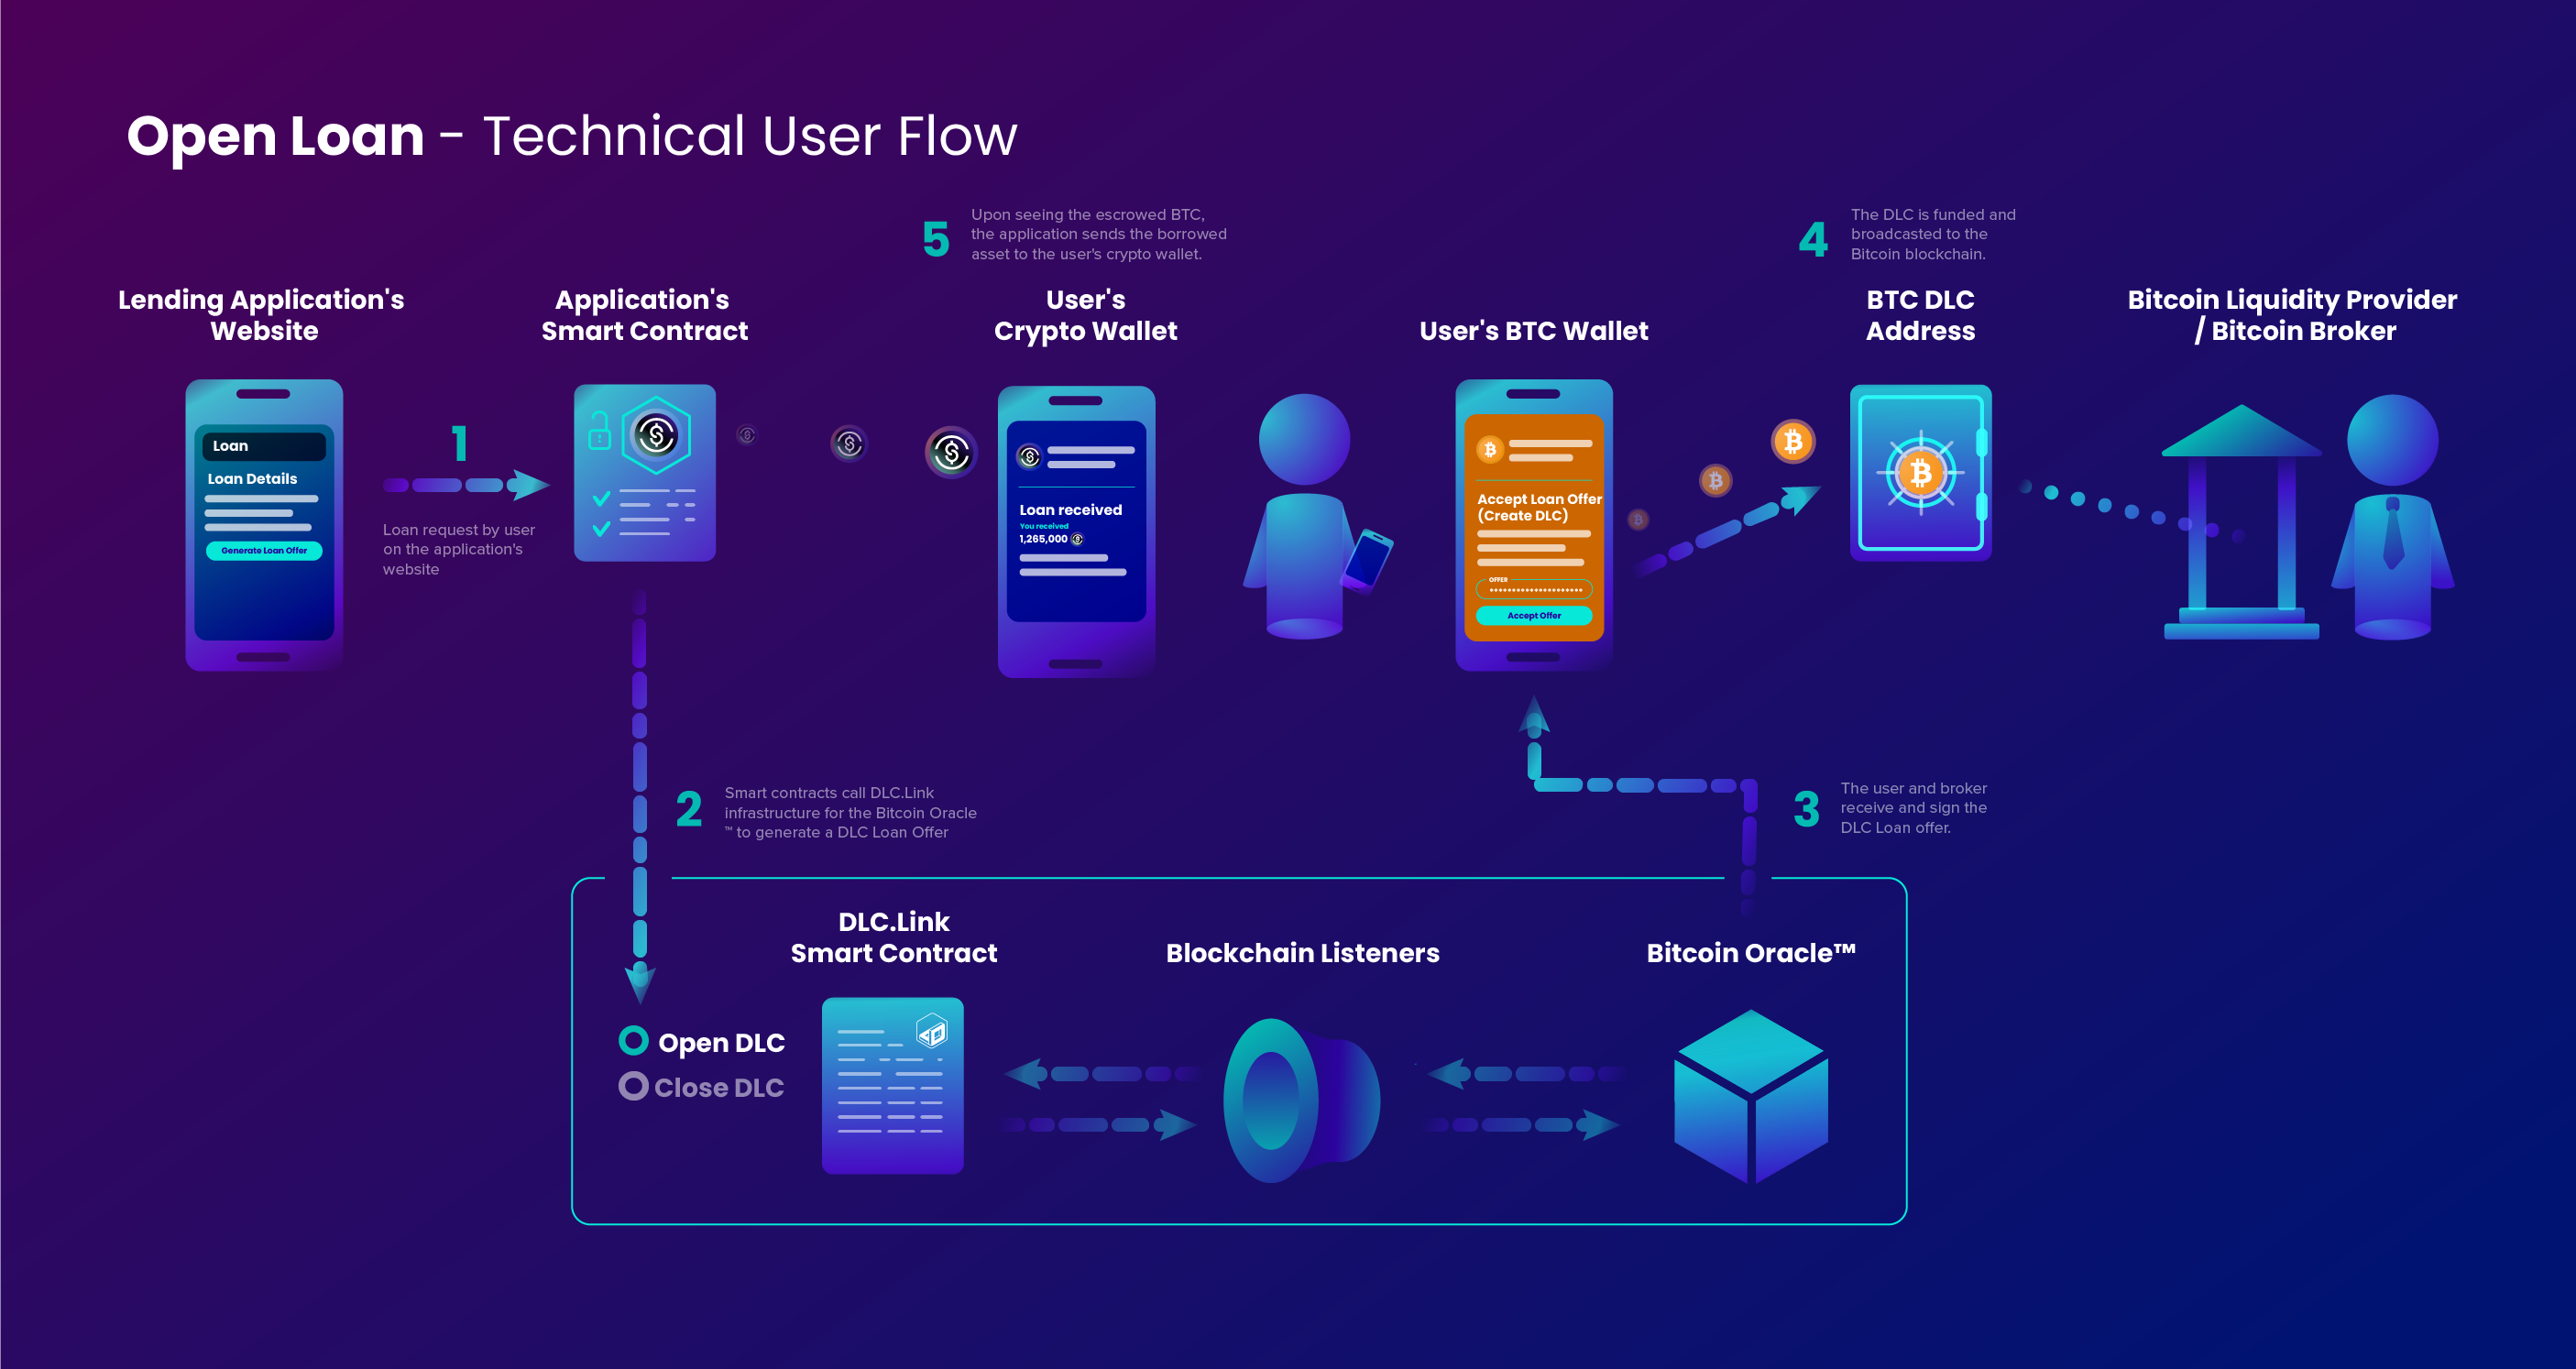 Open Loan - Technical User Flow
5
Upon seeing the escrowed BTC,
the application sends the borrowed
asset to the user's crypto wallet.
4
The DLC is funded and
broadcasted to the
Bitcoin blockchain.
Lending Application's
Website
Application's
Smart Contract
User's
Crypto Wallet
User's BTC Wallet
BTC DLC
Address
Bitcoin Liquidity Provider
/ Bitcoin Broker
Loan
Loan Details
Generate Loan Offer
1
Loan request by user
on the application's
website
Loan received
You received
1,265,000
Accept Loan Offer
(Create DLC)
OFFER
Accept Offer
2
Smart contracts call DLC.Link
infrastructure for the Bitcoin Oracle
™ to generate a DLC Loan Offer
3
The user and broker
receive and sign the
DLC Loan offer.
DLC.Link
Smart Contract
Blockchain Listeners
Bitcoin Oracle™
Open DLC
Close DLC